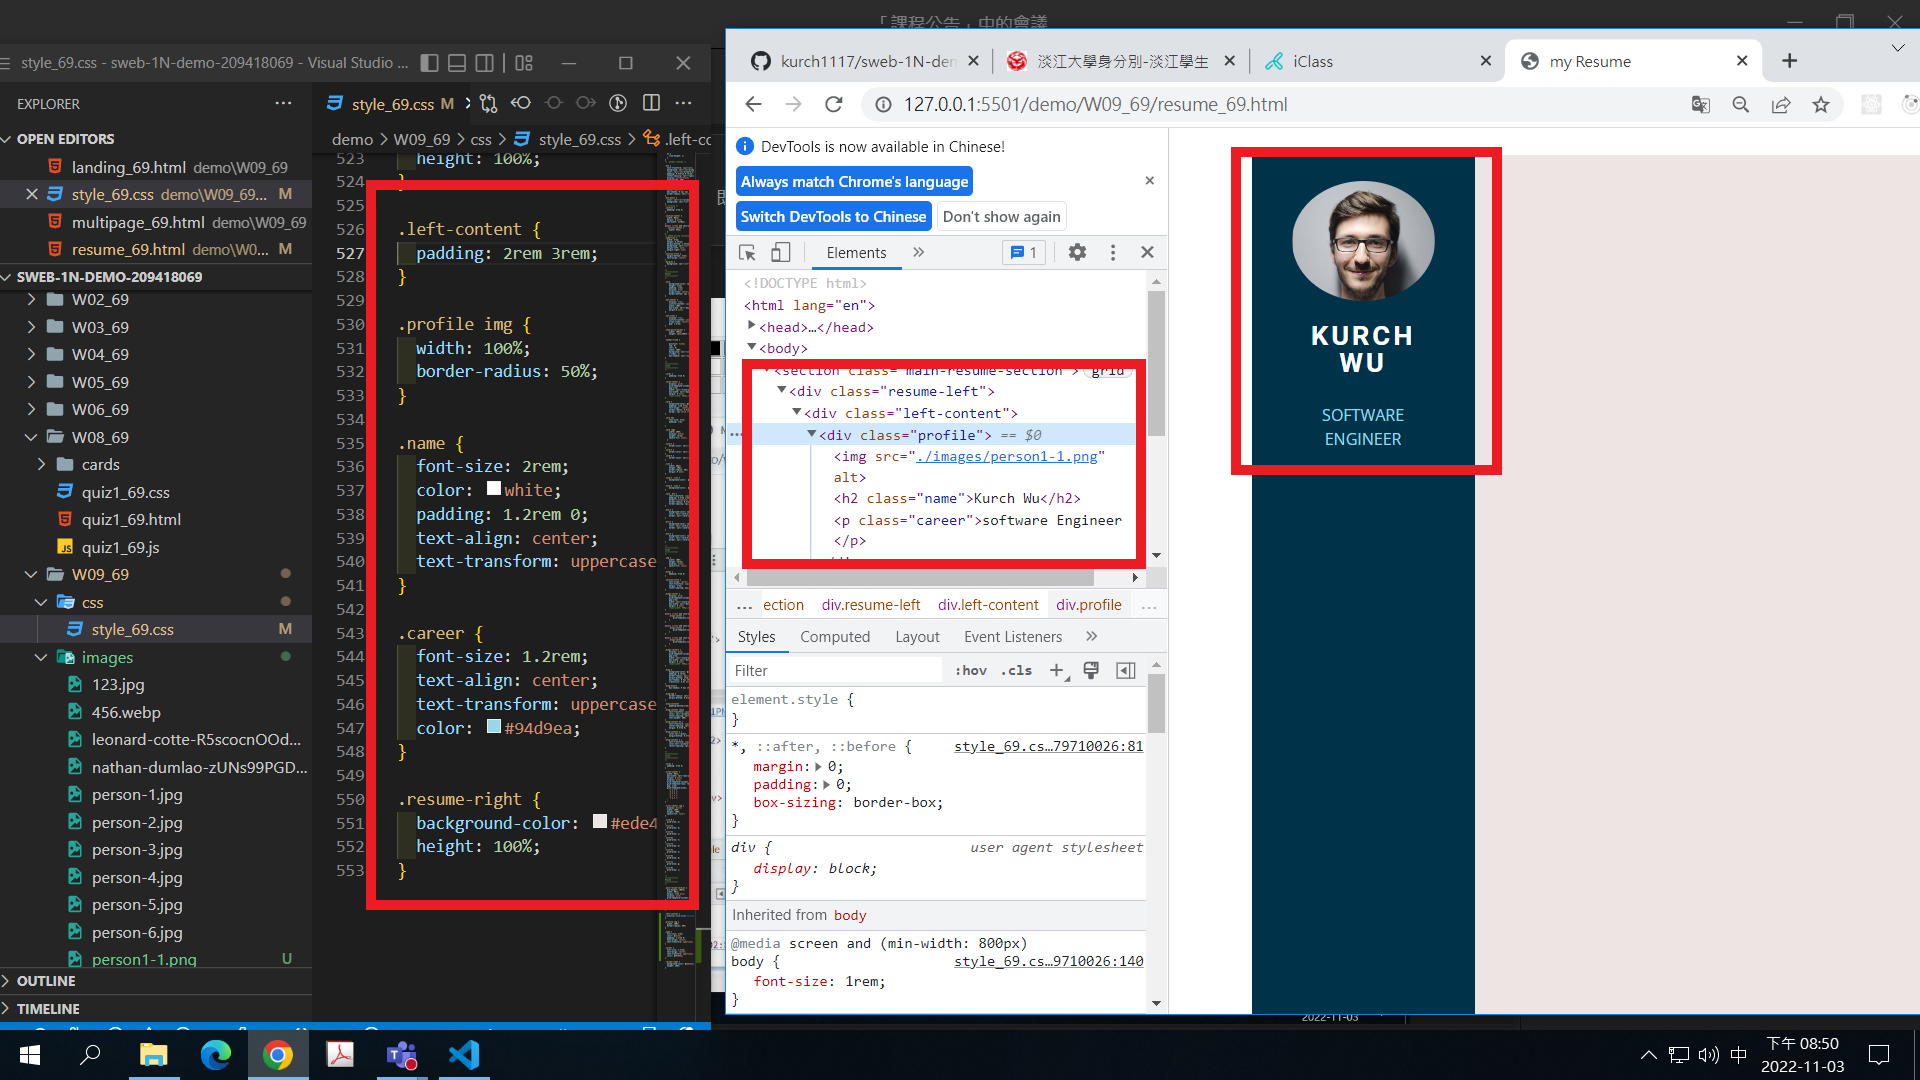 「課程公告」中的會議
style_69.css - sweb-1N-demo-209418069 - Visual Studio ...
EXPLORER
OPEN EDITORS
landing_69.html demo\W09_69
style_69.css demo\W09_69... M
multipage_69.html demo\W09_69
resume_69.html demo\W0... M
SWEB-1N-DEMO-209418069
W02_69
W03_69
W04_69
W05_69
W06_69
W08_69
cards
quiz1_69.css
quiz1_69.html
quiz1_69.js
W09_69
css
style_69.css M
images
123.jpg
456.webp
leonard-cotte-R5scocnOOd...
nathan-dumlao-zUNs99PGD...
person-1.jpg
person-2.jpg
person-3.jpg
person-4.jpg
person-5.jpg
person-6.jpg
person1-1.png U
OUTLINE
TIMELINE
style_69.css M
demo > W09_69 > css > style_69.css > .left-co
523 height: 100%;
524 }
525
526 .left-content {
527 padding: 2rem 3rem;
528 }
529
530 .profile img {
531 width: 100%;
532 border-radius: 50%;
533 }
534
535 .name {
536 font-size: 2rem;
537 color: white;
538 padding: 1.2rem 0;
539 text-align: center;
540 text-transform: uppercase
541 }
542
543 .career {
544 font-size: 1.2rem;
545 text-align: center;
546 text-transform: uppercase
547 color: #94d9ea;
548 }
549
550 .resume-right {
551 background-color: #ede4
552 height: 100%;
553 }
kurch1117/sweb-1N-den
淡江大學身分別-淡江學生
iClass
my Resume
127.0.0.1:5501/demo/W09_69/resume_69.html
DevTools is now available in Chinese!
Always match Chrome's language
Switch DevTools to Chinese
Don't show again
Elements
1
<!DOCTYPE html>
<html lang="en">
<head>…</head>
<body>
<section class="main-resume-section"> grid
<div class="resume-left">
<div class="left-content">
<div class="profile"> == $0
<img src="./images/person1-1.png"
alt>
<h2 class="name">Kurch Wu</h2>
<p class="career">software Engineer
</p>
... ection div.resume-left div.left-content div.profile ...
Styles Computed Layout Event Listeners
Filter :hov .cls
element.style {
}
*, ::after, ::before { style_69.cs…79710026:81
margin: 0;
padding: 0;
box-sizing: border-box;
}
div { user agent stylesheet
display: block;
}
Inherited from body
@media screen and (min-width: 800px)
body { style_69.cs…9710026:140
font-size: 1rem;
}
KURCH
WU
SOFTWARE
ENGINEER
2022-11-03
中
下午 08:50
2022-11-03